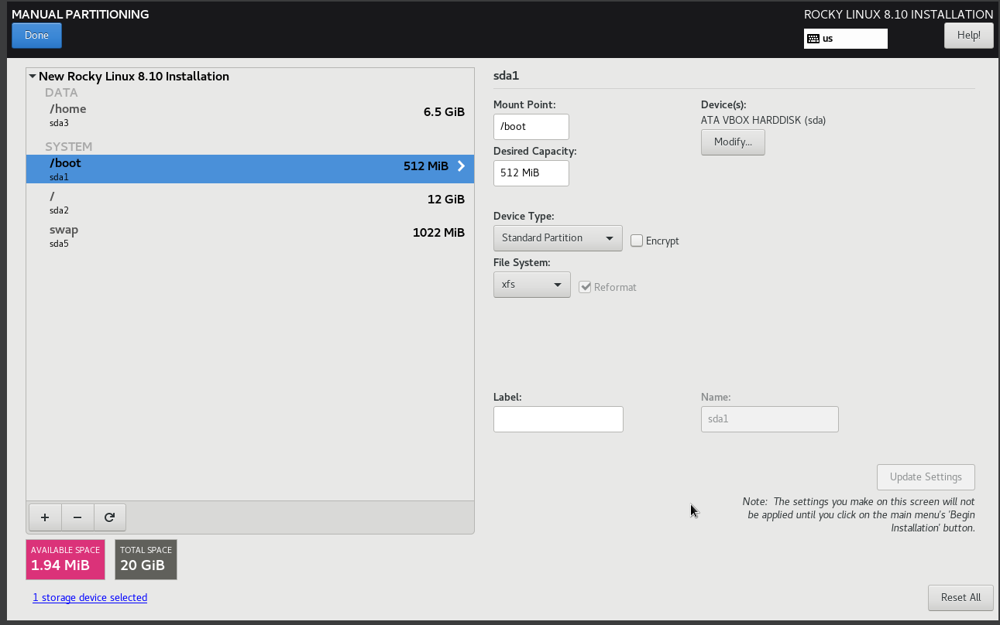 MANUAL PARTITIONING
ROCKY LINUX 8.10 INSTALLATION
Done
us
Help!
New Rocky Linux 8.10 Installation
DATA
/home
6.5 GiB
sda3
SYSTEM
/boot
512 MiB
sda1
/
12 GiB
sda2
swap
1022 MiB
sda5
AVAILABLE SPACE
1.94 MiB
TOTAL SPACE
20 GiB
1 storage device selected
sda1
Mount Point:
/boot
Device(s):
ATA VBOX HARDDISK (sda)
Modify...
Desired Capacity:
512 MiB
Device Type:
Standard Partition
Encrypt
File System:
xfs
Reformat
Label:
Name:
sda1
Update Settings
Note:  The settings you make on this screen will not
be applied until you click on the main menu's 'Begin
Installation' button.
Reset All